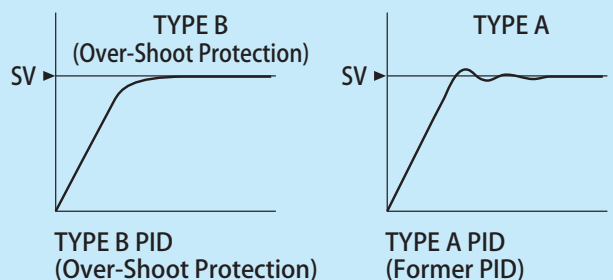 TYPE B
(Over-Shoot Protection)
SV
TYPE B PID
(Over-Shoot Protection)
TYPE A
SV
TYPE A PID
(Former PID)